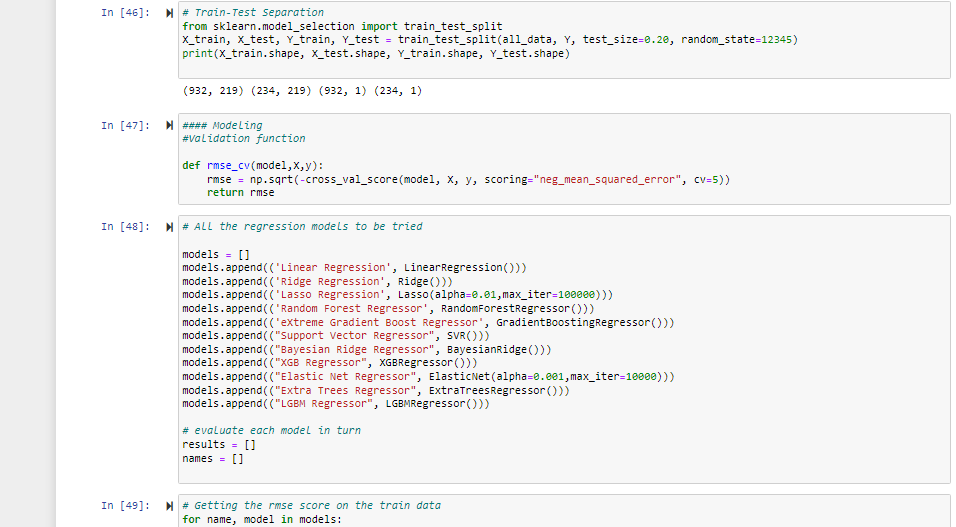 In [46]:
# Train-Test Separation
from sklearn.model_selection import train_test_split
X_train, X_test, Y_train, Y_test = train_test_split(all_data, Y, test_size=0.20, random_state=12345)
print(X_train.shape, X_test.shape, Y_train.shape, Y_test.shape)
(932, 219) (234, 219) (932, 1) (234, 1)
In [47]:
#### Modeling
#Validation function
def rmse_cv(model,X,y):
rmse = np.sqrt(-cross_val_score(model, X, y, scoring="neg_mean_squared_error", cv=5))
return rmse
In [48]:
# All the regression models to be tried
models = []
models.append(('Linear Regression', LinearRegression()))
models.append(('Ridge Regression', Ridge()))
models.append(('Lasso Regression', Lasso(alpha=0.01,max_iter=100000)))
models.append(('Random Forest Regressor', RandomForestRegressor()))
models.append(('eXtreme Gradient Boost Regressor', GradientBoostingRegressor()))
models.append(("Support Vector Regressor", SVR()))
models.append(("Bayesian Ridge Regressor", BayesianRidge()))
models.append(("XGB Regressor", XGBRegressor()))
models.append(("Elastic Net Regressor", ElasticNet(alpha=0.001,max_iter=10000)))
models.append(("Extra Trees Regressor", ExtraTreesRegressor()))
models.append(("LGBM Regressor", LGBMRegressor()))
# evaluate each model in turn
results = []
names = []
In [49]:
# Getting the rmse score on the train data
for name, model in models: